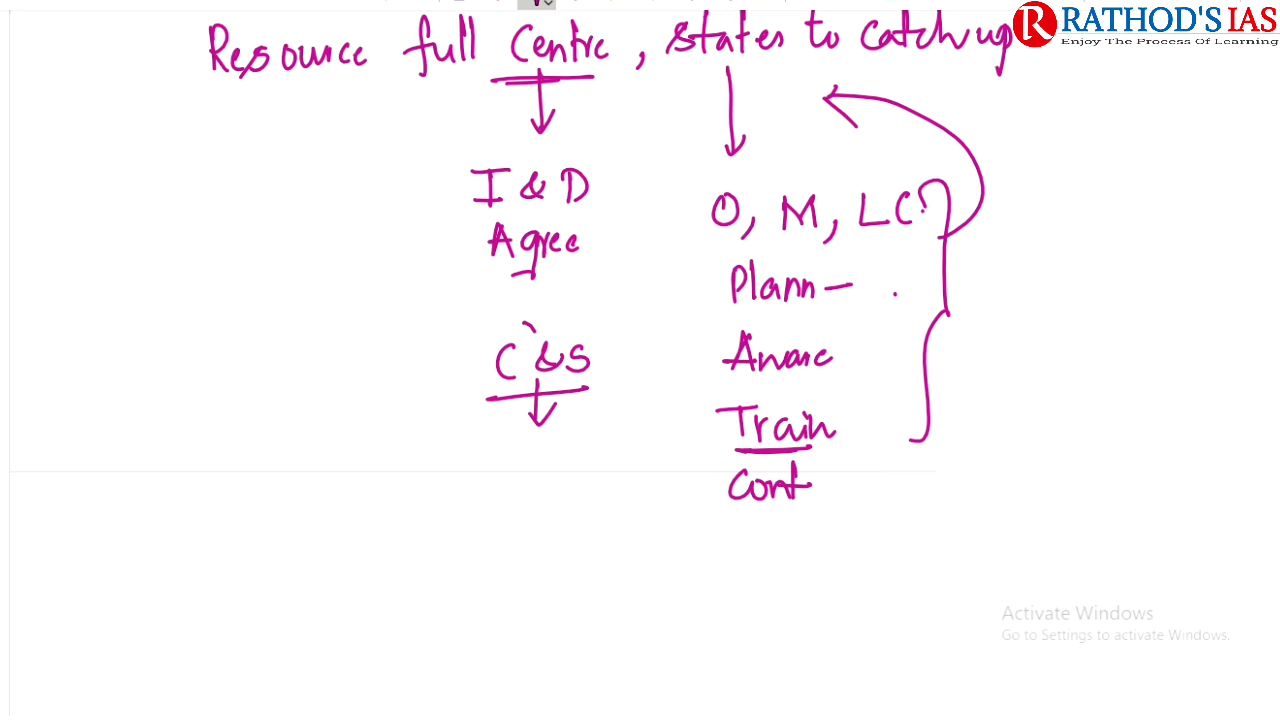 Resource full Centre, states to catch up
RATHOD'S IAS
Enjoy The Process Of Learning
I & D
Agree
O, M, LC
Plann -
C & S
Aware
Train
Cont
Activate Windows
Go to Settings to activate Windows.